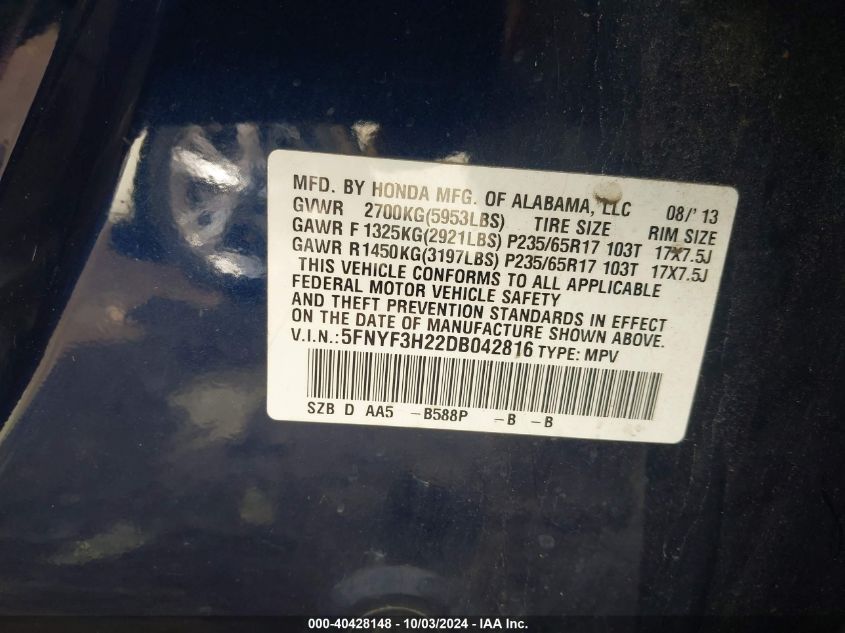 MFD. BY HONDA MFG. OF ALABAMA, LLC 08/'13
GVWR 2700KG(5953LBS) TIRE SIZE RIM SIZE
GAWR F 1325KG(2921LBS) P235/65R17 103T 17X7.5J
GAWR R1450KG(3197LBS) P235/65R17 103T 17X7.5J
THIS VEHICLE CONFORMS TO ALL APPLICABLE
FEDERAL MOTOR VEHICLE SAFETY
AND THEFT PREVENTION STANDARDS IN EFFECT
ON THE DATE OF MANUFACTURE SHOWN ABOVE.
V.I.N.:5FNYF3H22DB042816 TYPE: MPV
SZB D AA5 -B588P -B -B
000-40428148 - 10/03/2024 - IAA Inc.